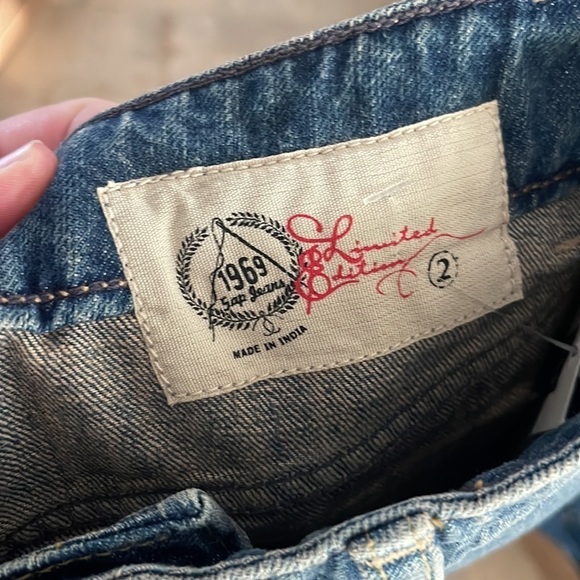 1969
Gap Jeans
MADE IN INDIA
Limited
Edition
2